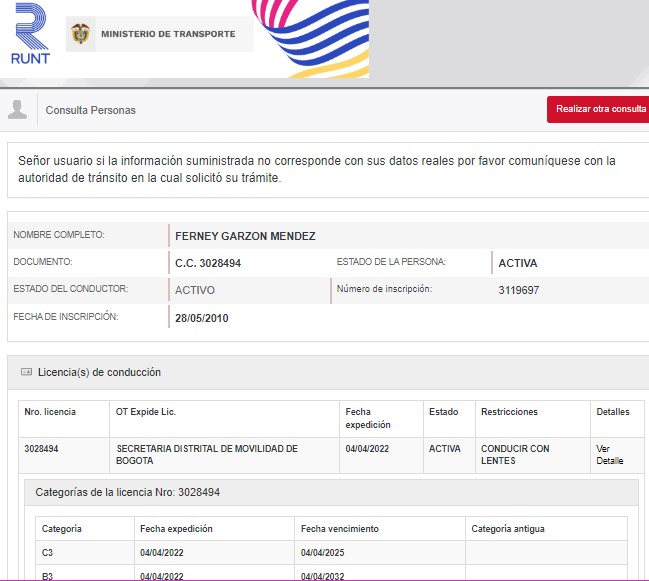 RUNT
MINISTERIO DE TRANSPORTE
Consulta Personas
Realizar otra consulta
Señor usuario si la información suministrada no corresponde con sus datos reales por favor comuníquese con la
autoridad de tránsito en la cual solicitó su trámite.
NOMBRE COMPLETO: FERNEY GARZON MENDEZ
DOCUMENTO: C.C. 3028494 ESTADO DE LA PERSONA: ACTIVA
ESTADO DEL CONDUCTOR: ACTIVO Número de inscripción: 3119697
FECHA DE INSCRIPCIÓN: 28/05/2010
Licencia(s) de conducción
Nro. licencia OT Expide Lic. Fecha expedición Estado Restricciones Detalles
3028494 SECRETARIA DISTRITAL DE MOVILIDAD DE BOGOTA 04/04/2022 ACTIVA CONDUCIR CON LENTES Ver Detalle
Categorías de la licencia Nro: 3028494
Categoría Fecha expedición Fecha vencimiento Categoría antigua
C3 04/04/2022 04/04/2025
B3 04/04/2022 04/04/2032